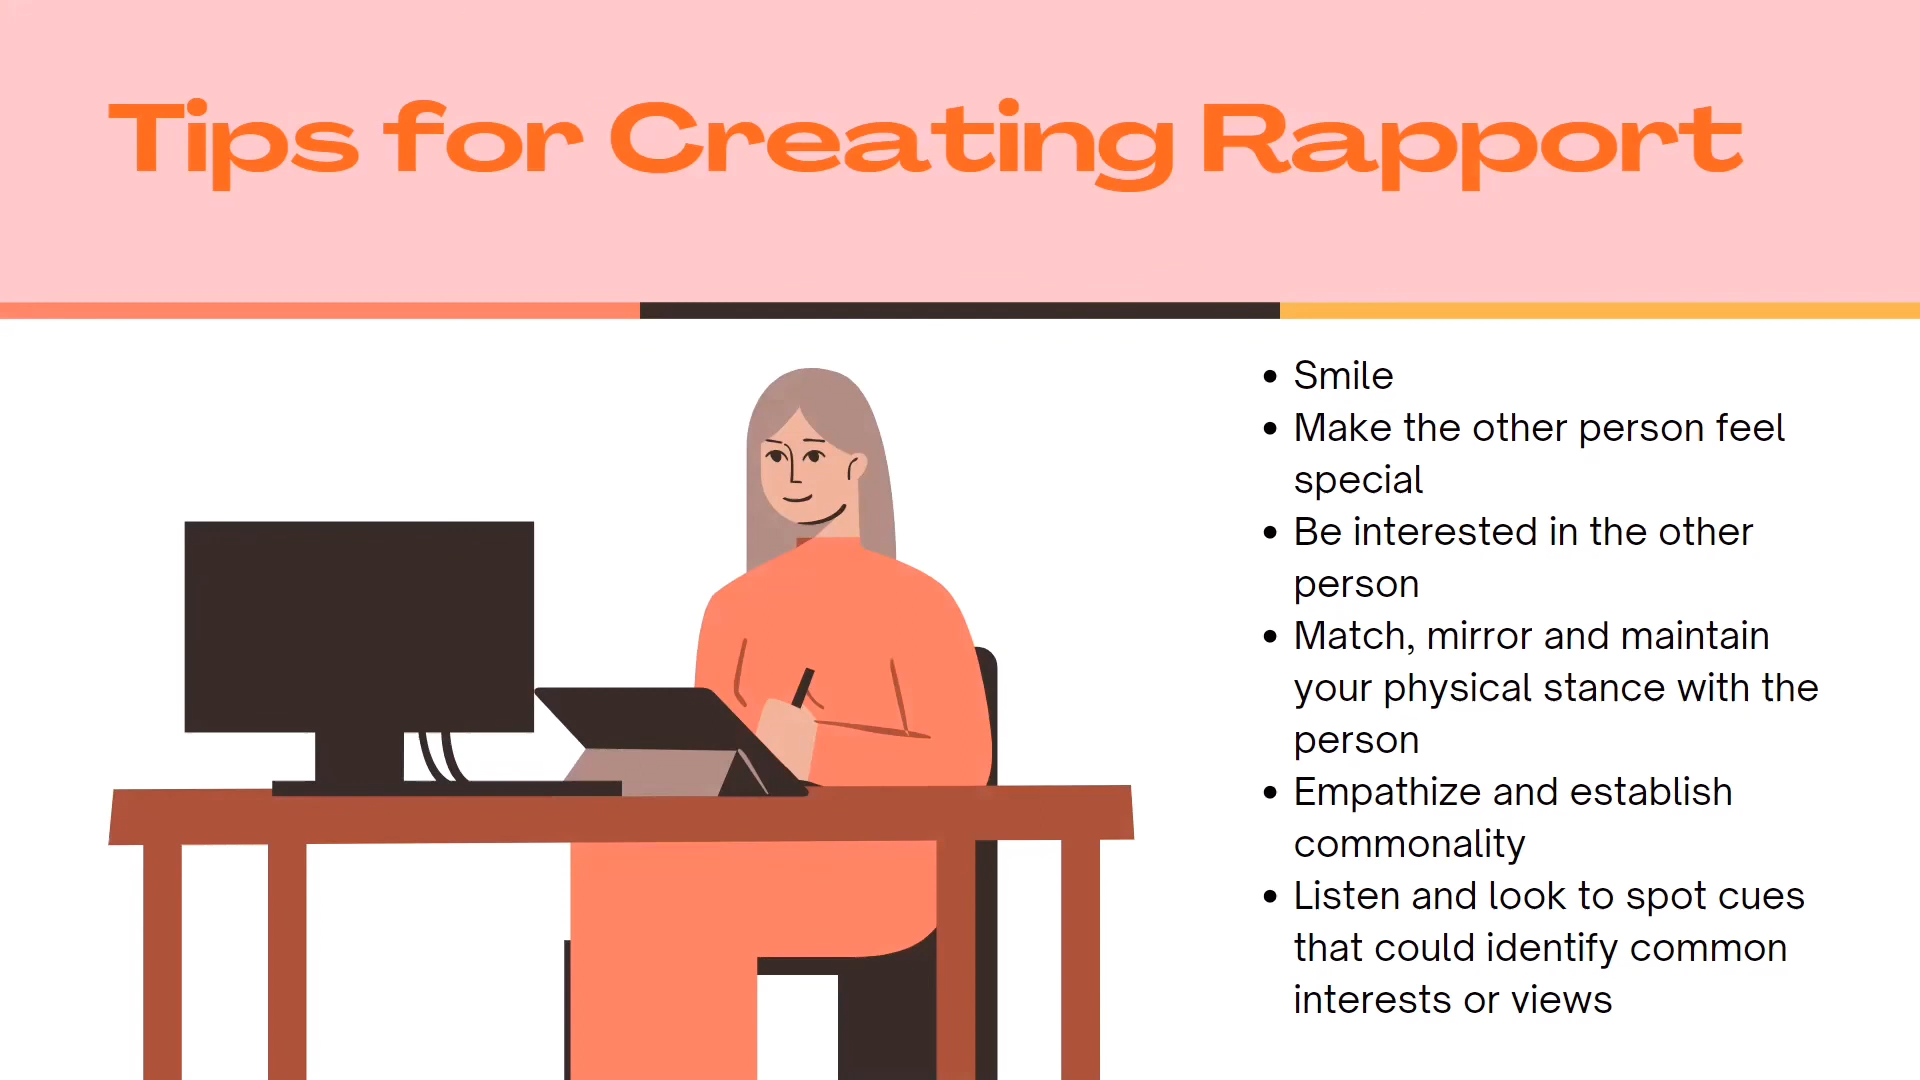 Tips for Creating Rapport
• Smile
• Make the other person feel
special
• Be interested in the other
person
• Match, mirror and maintain
your physical stance with the
person
• Empathize and establish
commonality
• Listen and look to spot cues
that could identify common
interests or views